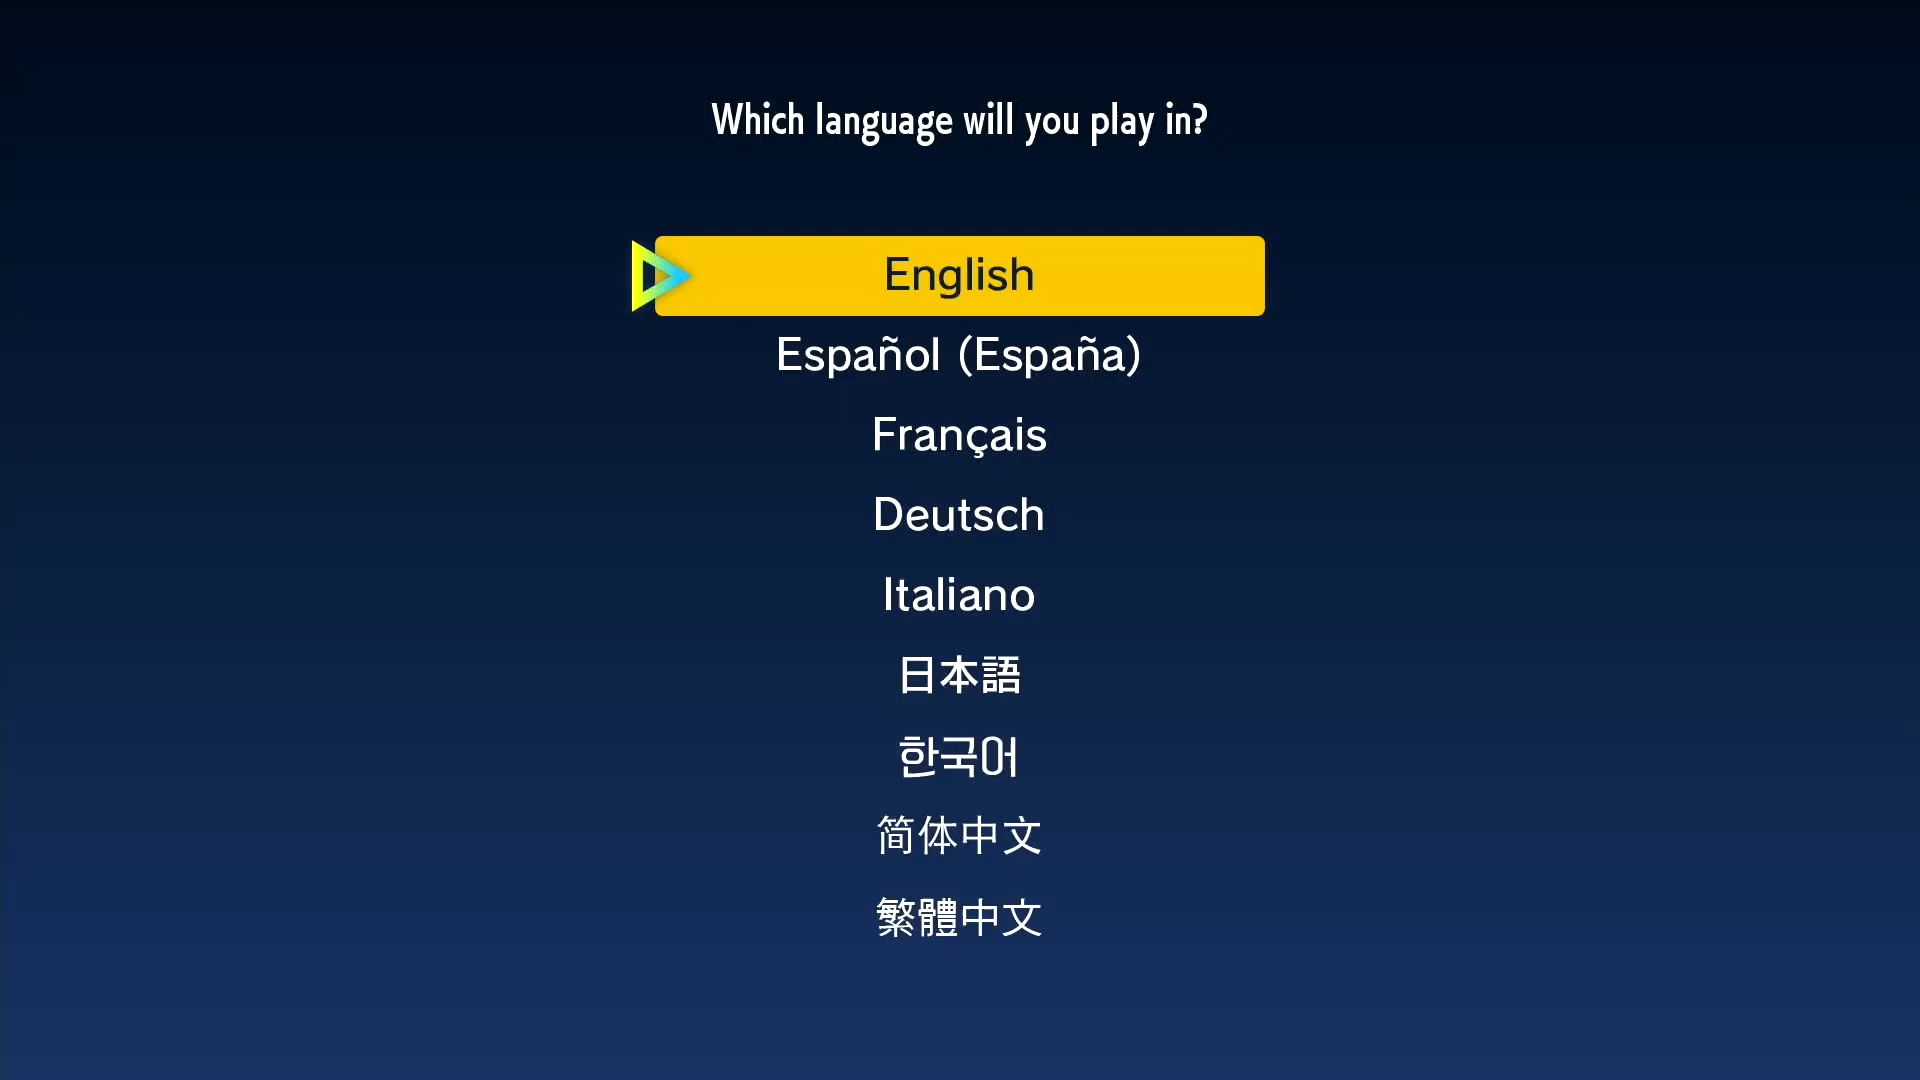 Which language will you play in?
English
Español (España)
Français
Deutsch
Italiano
日本語
한국어
简体中文
繁體中文